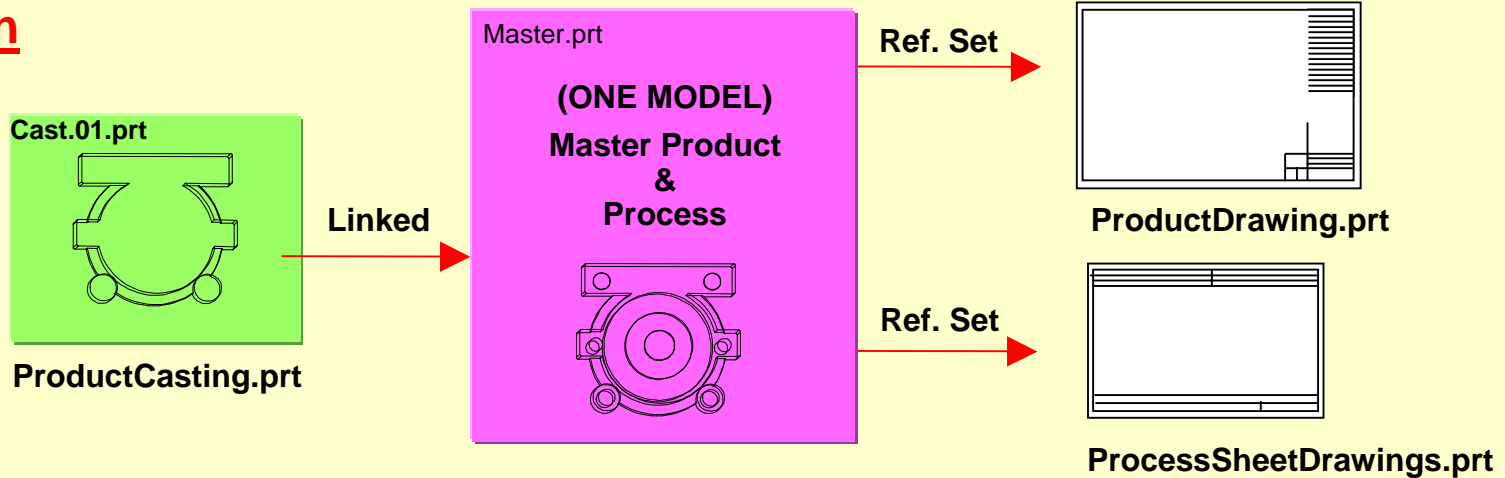 Cast.01.prt
ProductCasting.prt
Linked
Master.prt
(ONE MODEL)
Master Product
&
Process
Ref. Set
ProductDrawing.prt
Ref. Set
ProcessSheetDrawings.prt